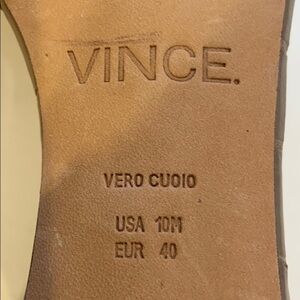 VINCE.
VERO CUOIO
USA 10M
EUR 40